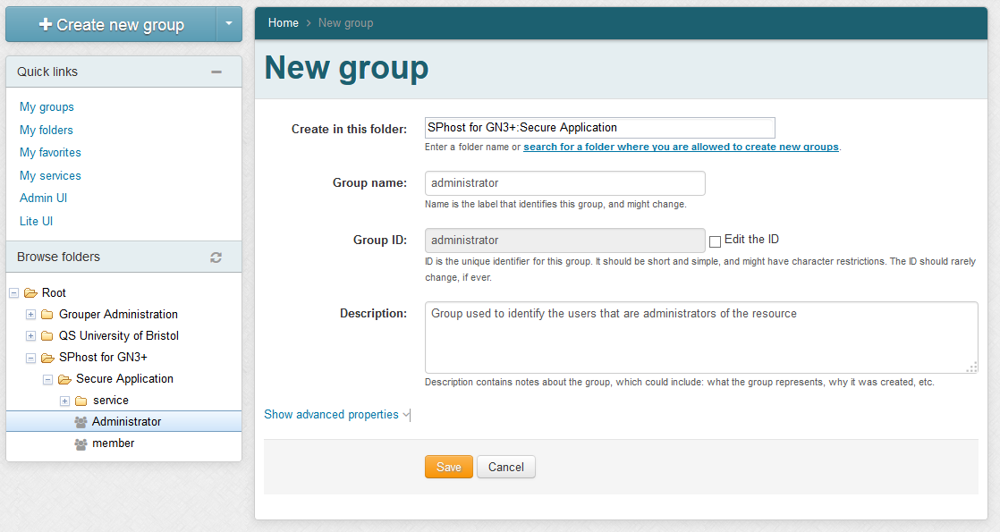 Create new group
Quick links
My groups
My folders
My favorites
My services
Admin UI
Lite UI
Browse folders
Root
Grouper Administration
QS University of Bristol
SPhost for GN3+
Secure Application
service
Administrator
member
Home › New group
New group
Create in this folder: SPhost for GN3+:Secure Application
Enter a folder name or search for a folder where you are allowed to create new groups.
Group name: administrator
Name is the label that identifies this group, and might change.
Group ID: administrator Edit the ID
ID is the unique identifier for this group. It should be short and simple, and might have character restrictions. The ID should rarely
change, if ever.
Description: Group used to identify the users that are administrators of the resource
Description contains notes about the group, which could include: what the group represents, why it was created, etc.
Show advanced properties
Save Cancel